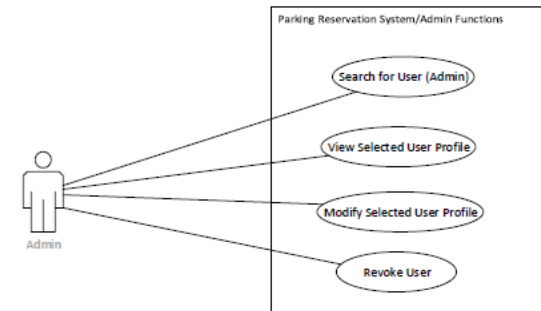 Parking Reservation System/Admin Functions
Search for User (Admin)
View Selected User Profile
Modify Selected User Profile
Admin
Revoke User